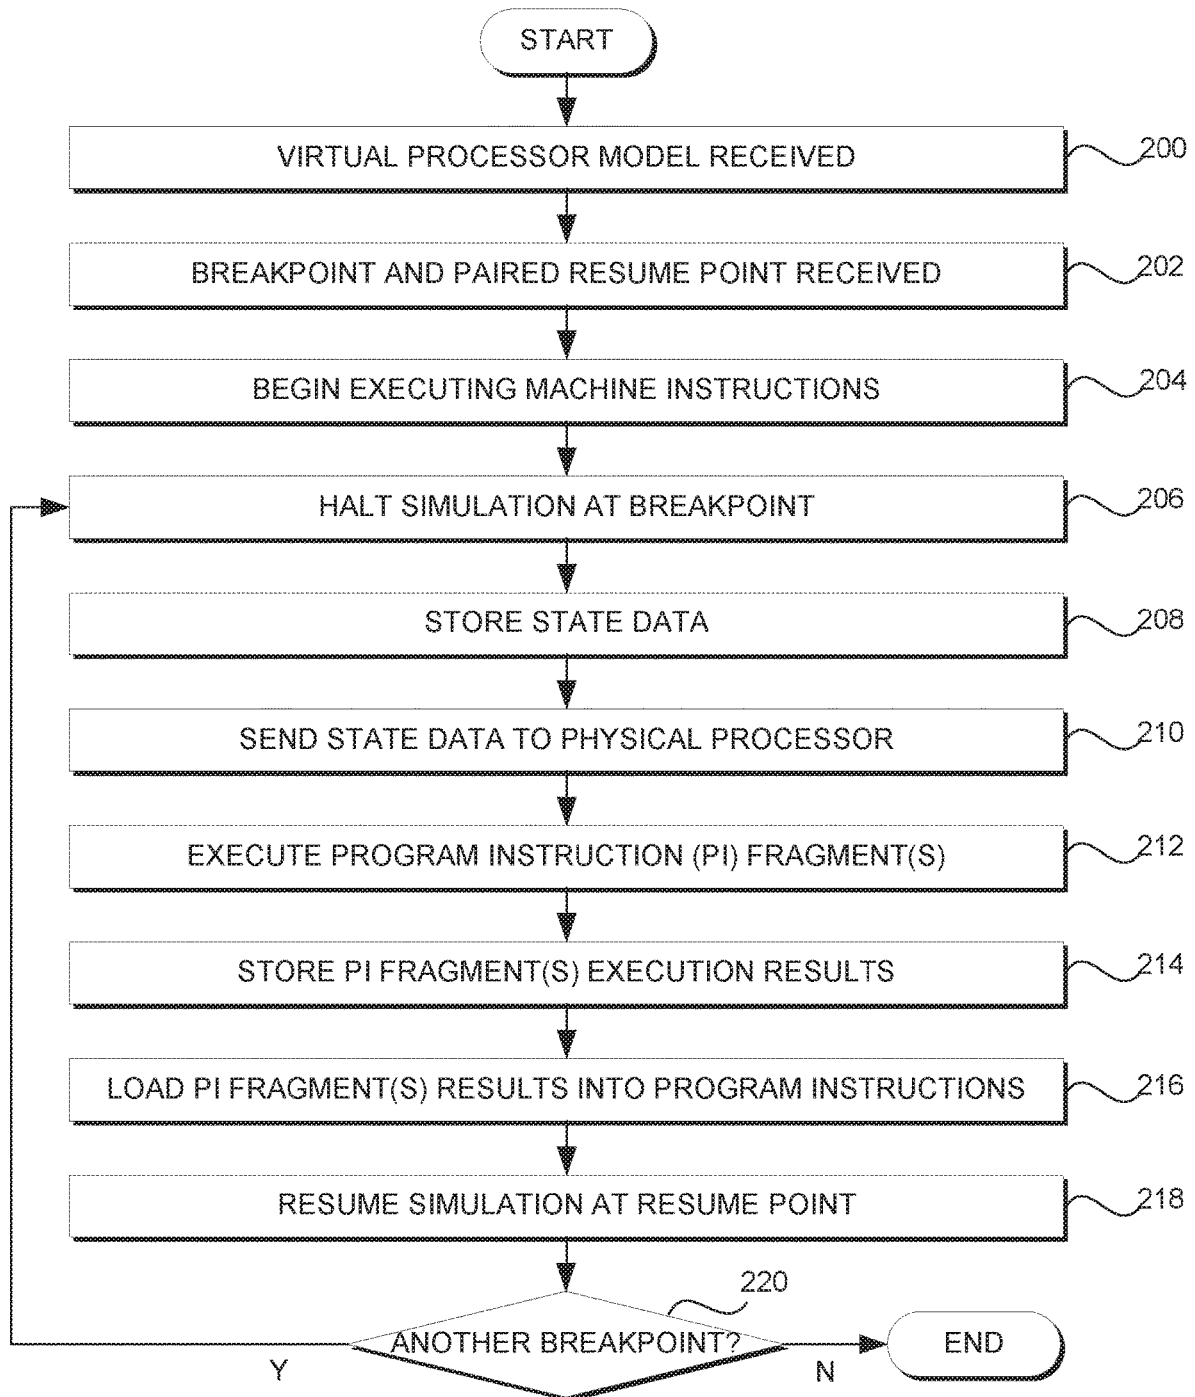 START
VIRTUAL PROCESSOR MODEL RECEIVED
200
BREAKPOINT AND PAIRED RESUME POINT RECEIVED
202
BEGIN EXECUTING MACHINE INSTRUCTIONS
204
HALT SIMULATION AT BREAKPOINT
206
STORE STATE DATA
208
SEND STATE DATA TO PHYSICAL PROCESSOR
210
EXECUTE PROGRAM INSTRUCTION (PI) FRAGMENT(S)
212
STORE PI FRAGMENT(S) EXECUTION RESULTS
214
LOAD PI FRAGMENT(S) RESULTS INTO PROGRAM INSTRUCTIONS
216
RESUME SIMULATION AT RESUME POINT
218
220
ANOTHER BREAKPOINT?
END
Y
N